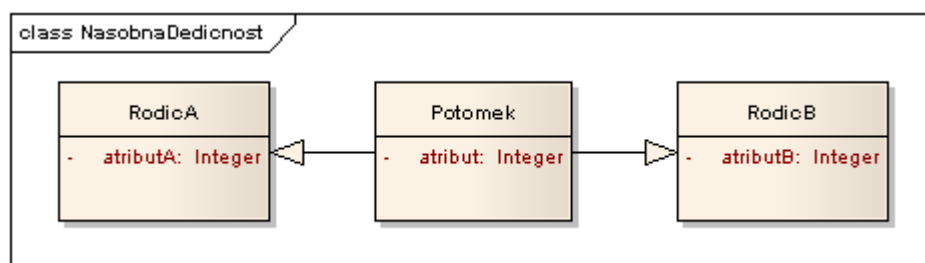 class NasobnaDedicnost
RodicA
- atributA: Integer
Potomek
- atribut: Integer
RodicB
- atributB: Integer